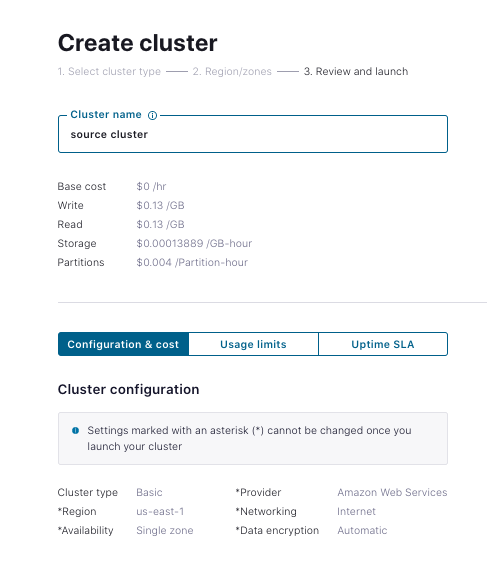 Create cluster
1. Select cluster type 2. Region/zones 3. Review and launch
Cluster name
source cluster
Base cost $0 /hr
Write $0.13 /GB
Read $0.13 /GB
Storage $0.00013889 /GB-hour
Partitions $0.004 /Partition-hour
Configuration & cost Usage limits Uptime SLA
Cluster configuration
Settings marked with an asterisk (*) cannot be changed once you
launch your cluster
Cluster type Basic *Provider Amazon Web Services
*Region us-east-1 *Networking Internet
*Availability Single zone *Data encryption Automatic